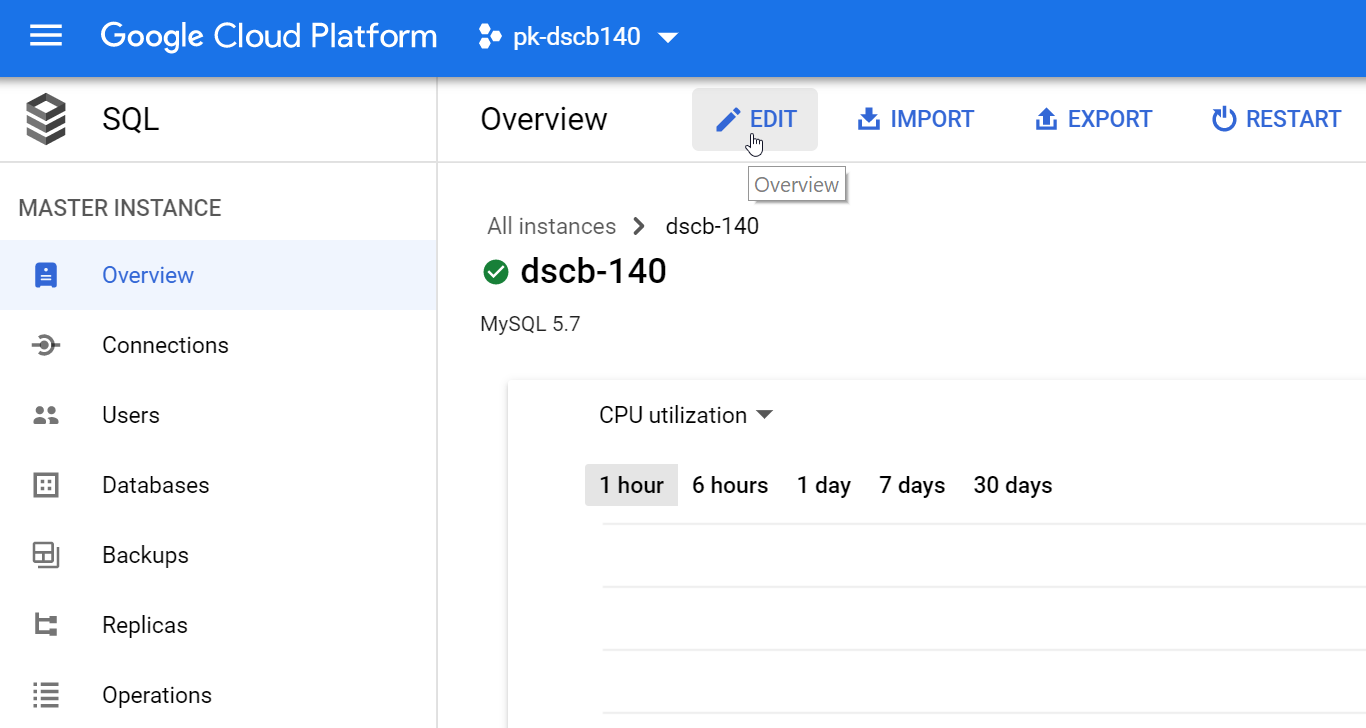 Google Cloud Platform pk-dscb140
SQL
Overview EDIT IMPORT EXPORT RESTART
Overview
MASTER INSTANCE
Overview
Connections
Users
Databases
Backups
Replicas
Operations
All instances dscb-140
dscb-140
MySQL 5.7
CPU utilization
1 hour 6 hours 1 day 7 days 30 days